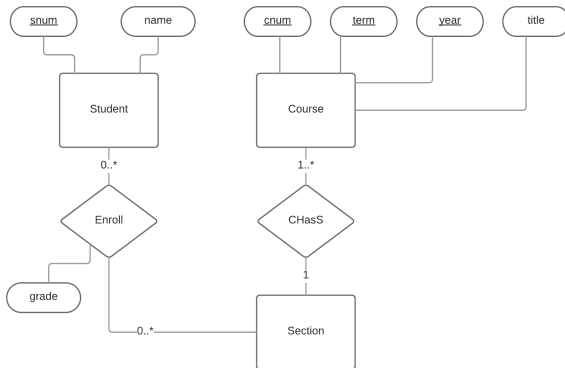 snum
name
cnum
term
year
title
Student
Course
0..*
1..*
Enroll
CHasS
1
grade
0..*
Section